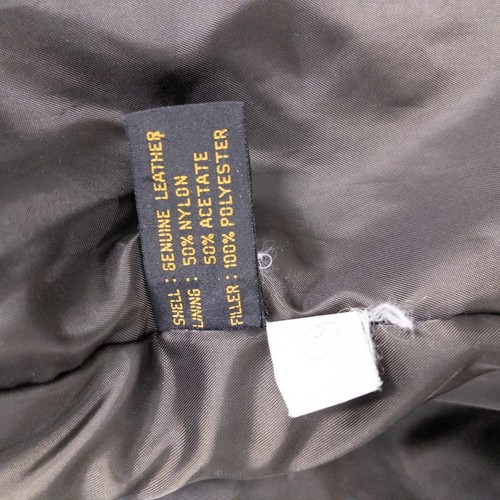 SHELL : GENUINE LEATHER
LINING : 50% NYLON
50% ACETATE
FILLER : 100% POLYESTER